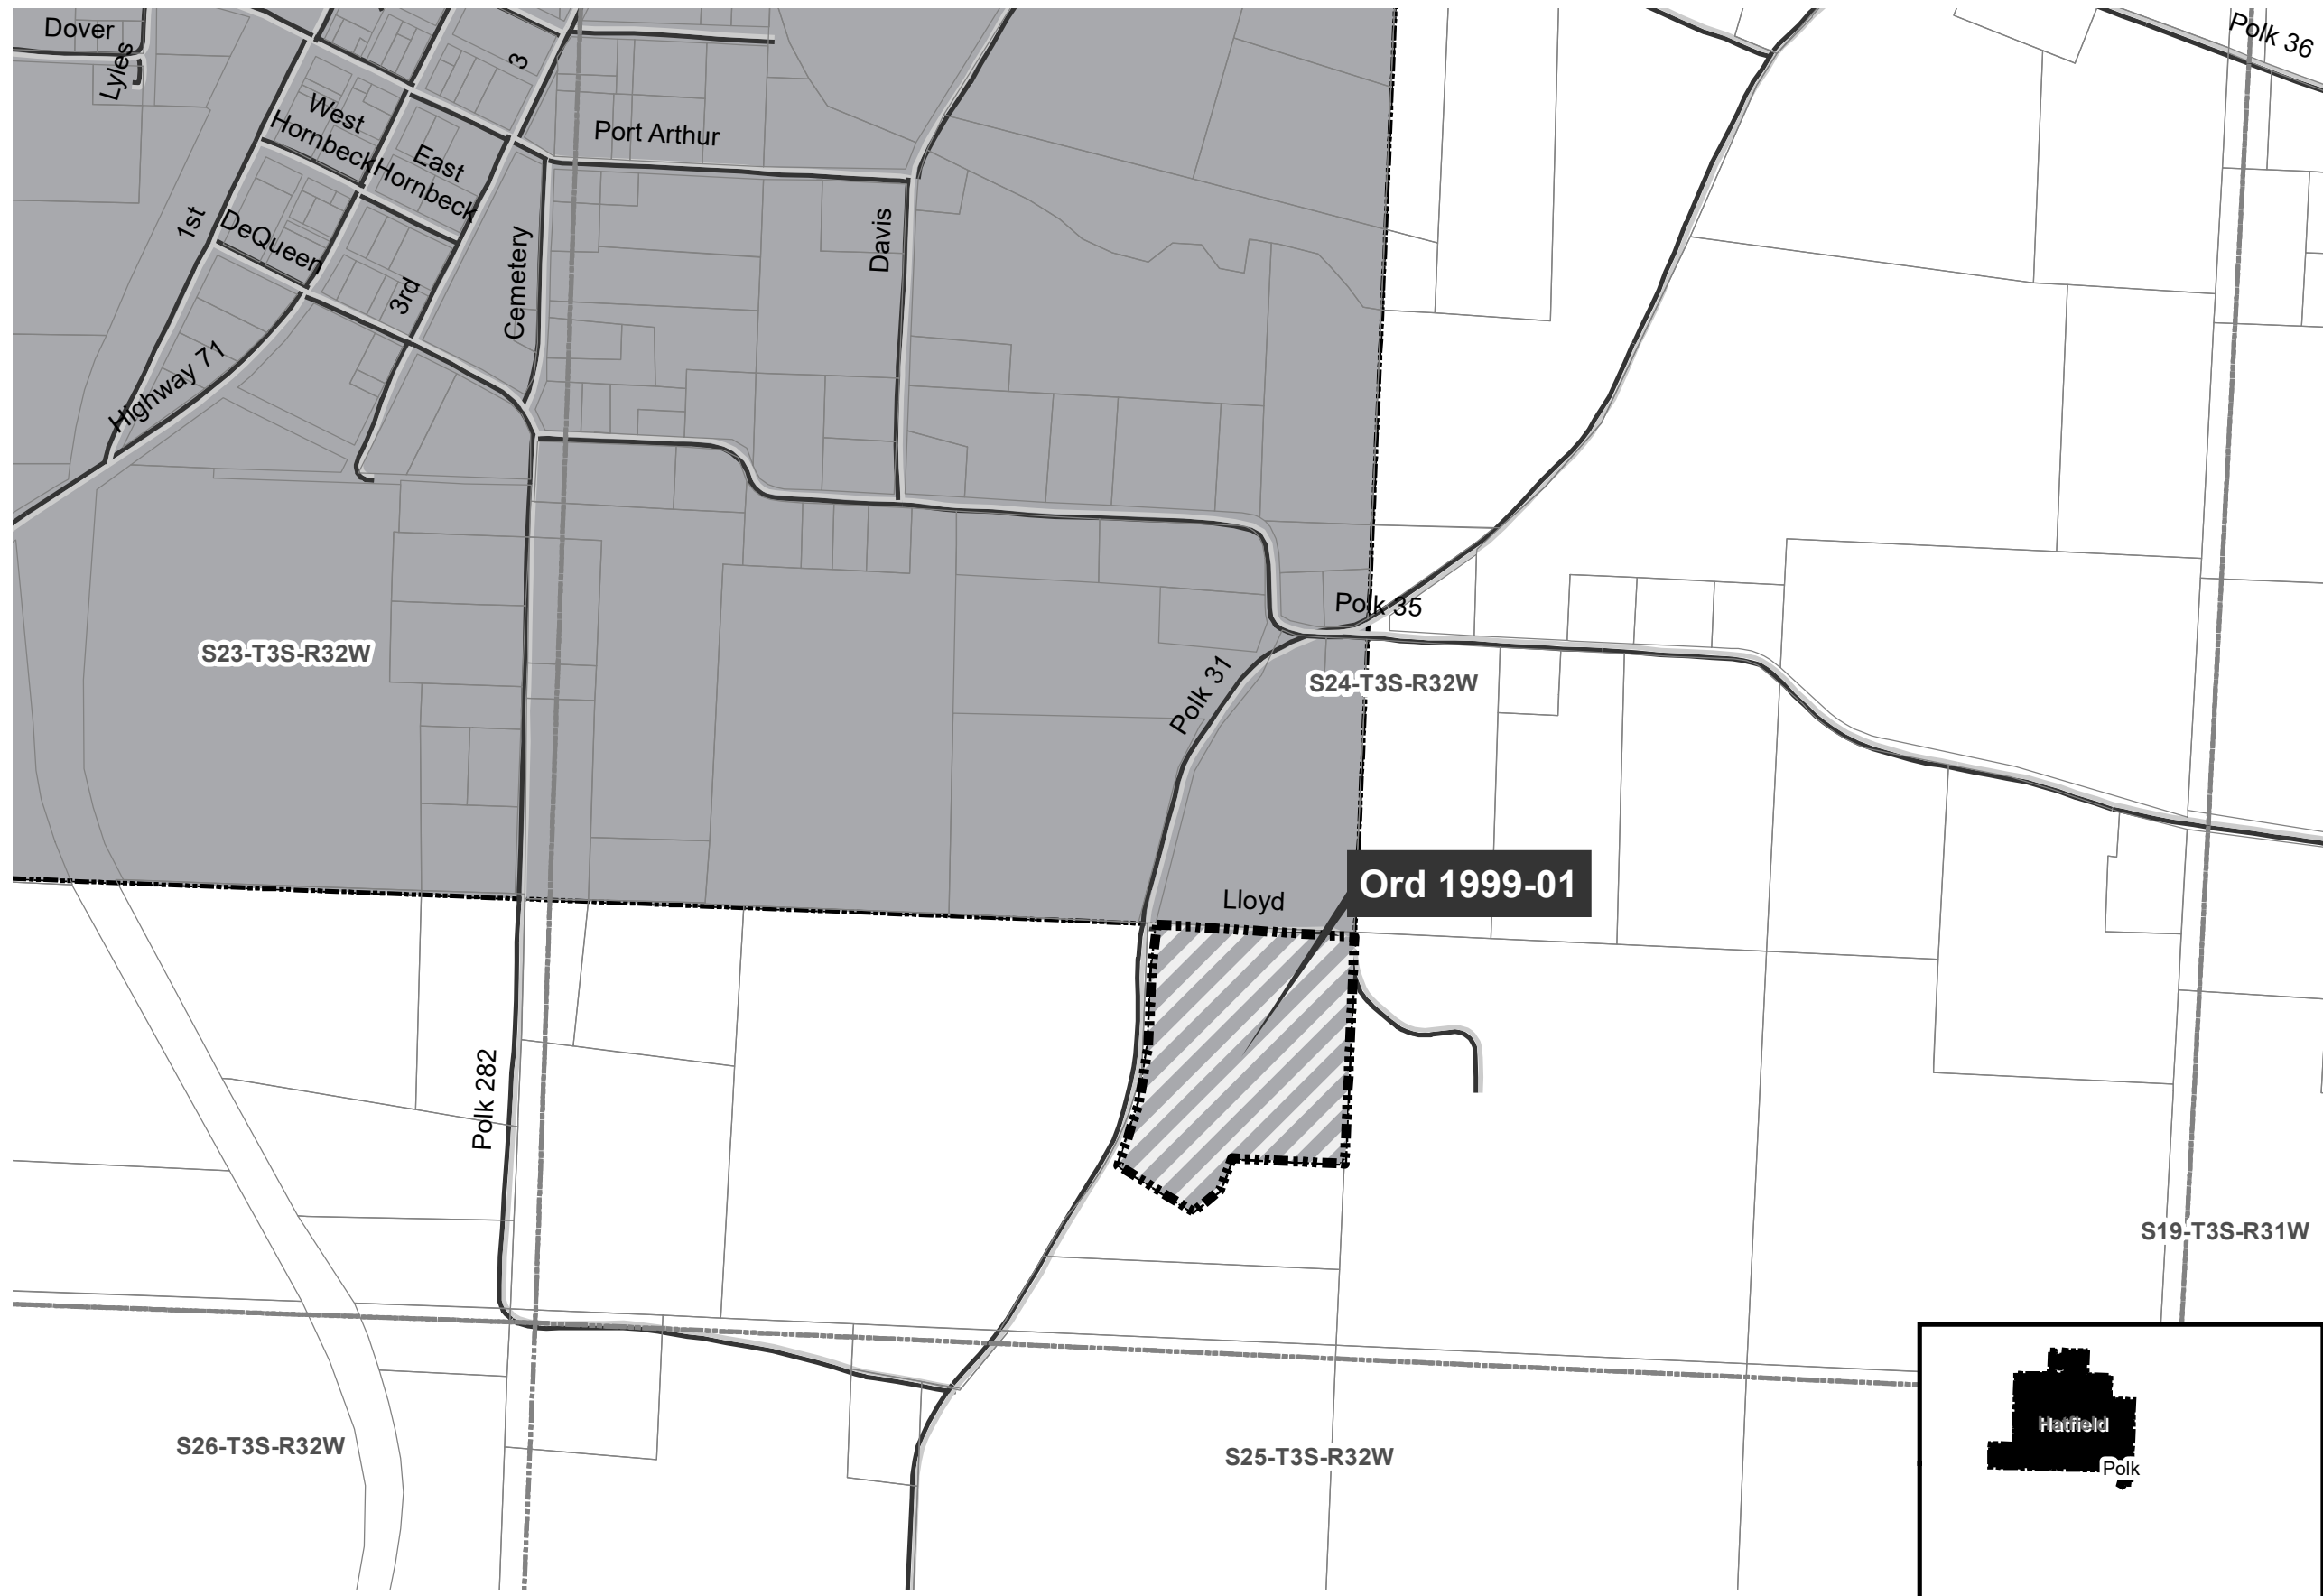 Dover
Lyles
3
Polk 36
West
Hornbeck
East
Hornbeck
Port Arthur
1st
DeQueen
3rd
Cemetery
Davis
Highway 71
Polk 35
S23-T3S-R32W
S24-T3S-R32W
Polk 31
Ord 1999-01
Lloyd
Polk 282
S19-T3S-R31W
S26-T3S-R32W
S25-T3S-R32W
Hatfield
Polk